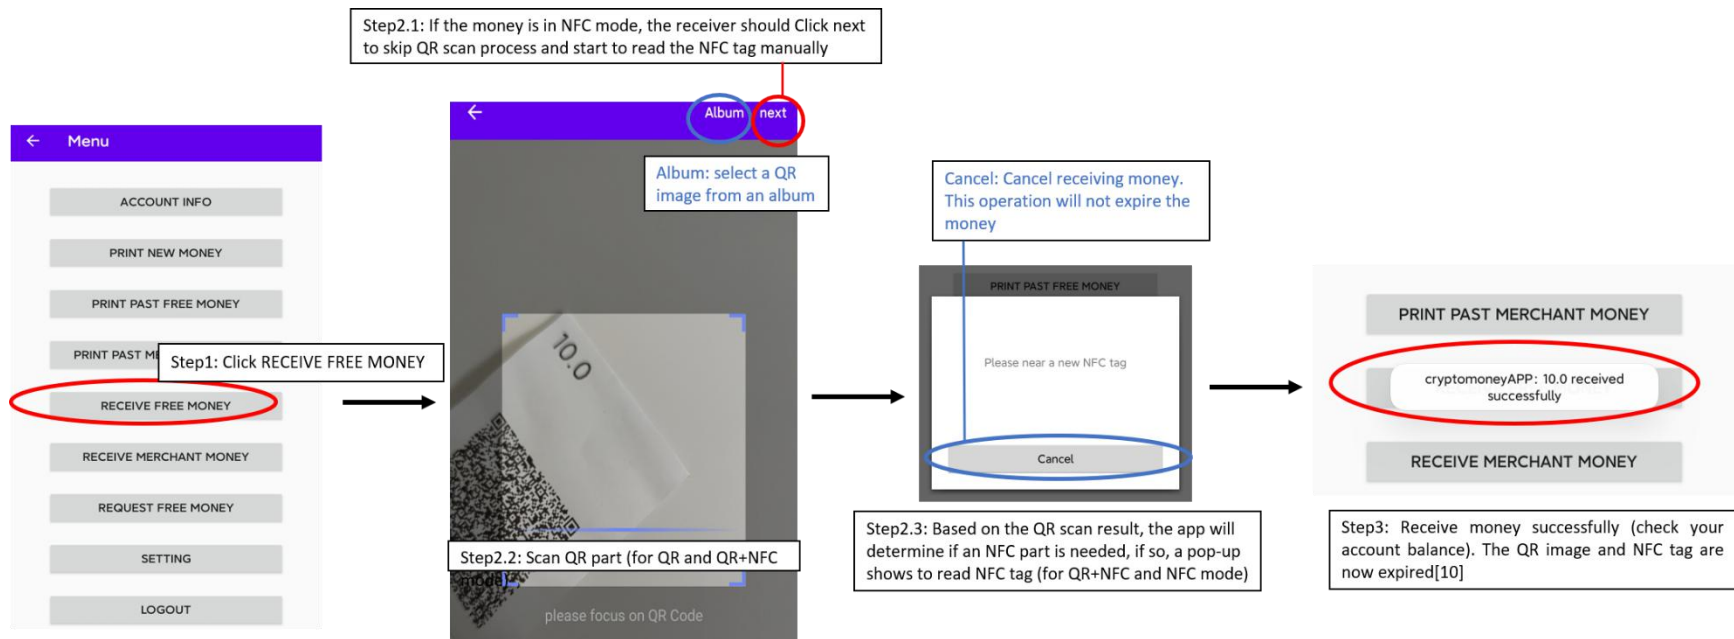 Step2.1: If the money is in NFC mode, the receiver should Click next
to skip QR scan process and start to read the NFC tag manually
← Menu
ACCOUNT INFO
PRINT NEW MONEY
PRINT PAST FREE MONEY
PRINT PAST ME
Step1: Click RECEIVE FREE MONEY
RECEIVE FREE MONEY
RECEIVE MERCHANT MONEY
REQUEST FREE MONEY
SETTING
LOGOUT
← Album next
Album: select a QR
image from an album
10.0
Step2.2: Scan QR part (for QR and QR+NFC
mode)
please focus on QR Code
Cancel: Cancel receiving money.
This operation will not expire the
money
PRINT PAST FREE MONEY
Please near a new NFC tag
Cancel
Step2.3: Based on the QR scan result, the app will
determine if an NFC part is needed, if so, a pop-up
shows to read NFC tag (for QR+NFC and NFC mode)
PRINT PAST MERCHANT MONEY
cryptomoneyAPP: 10.0 received
successfully
RECEIVE MERCHANT MONEY
Step3: Receive money successfully (check your
account balance). The QR image and NFC tag are
now expired[10]